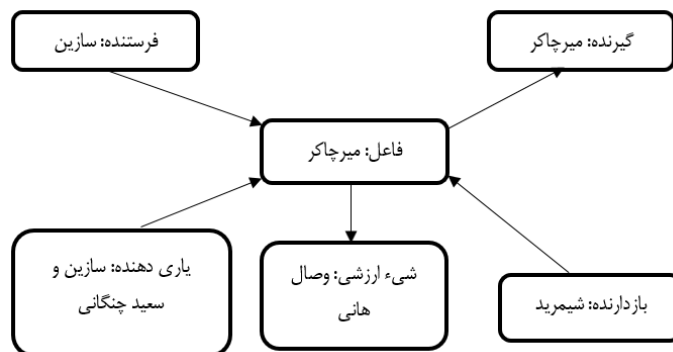 گیرنده: میرچاکر
فرستنده: سازین
فاعل: میرچاکر
یاری دهنده: سازین و
سعید چنگانی
شیء ارزشی: وصال
هانی
بازدارنده: شیمرید